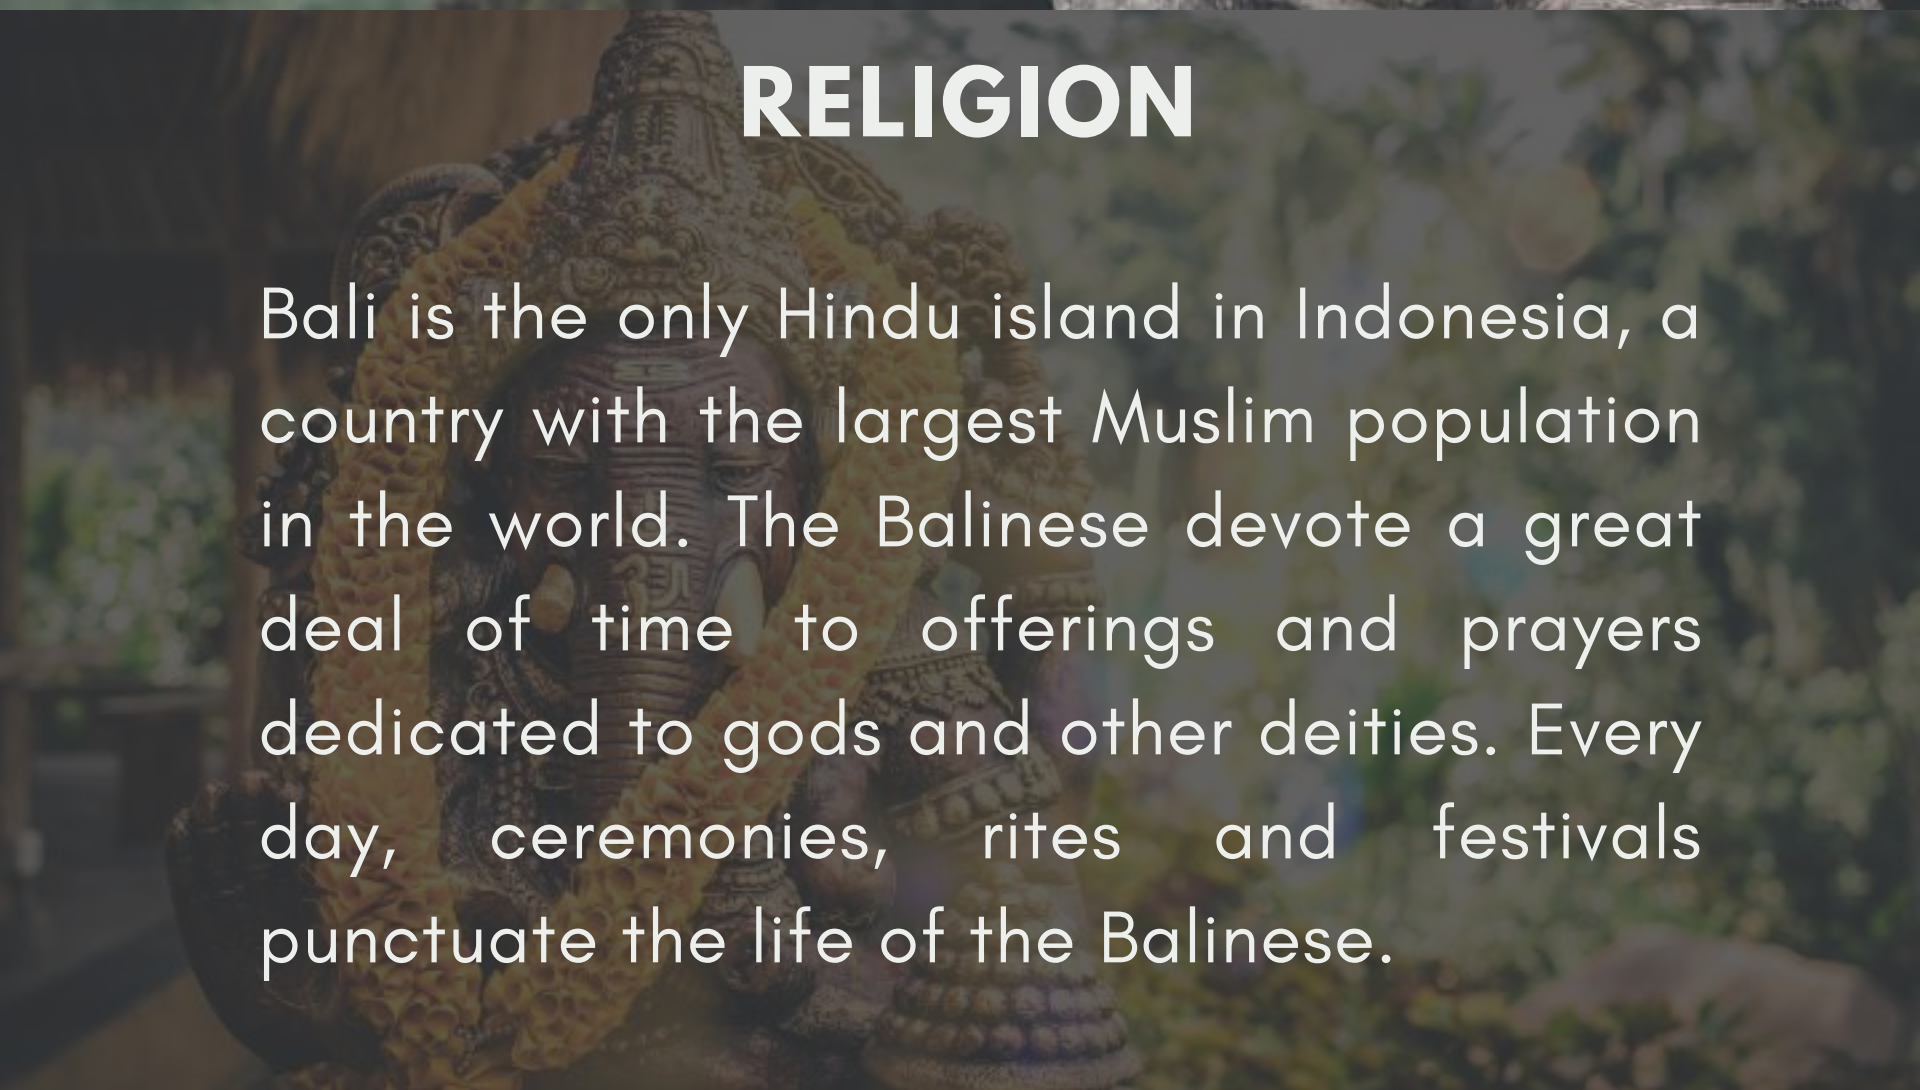 RELIGION
Bali is the only Hindu island in Indonesia, a
country with the largest Muslim population
in the world. The Balinese devote a great
deal of time to offerings and prayers
dedicated to gods and other deities. Every
day, ceremonies, rites and festivals
punctuate the life of the Balinese.
ॐ